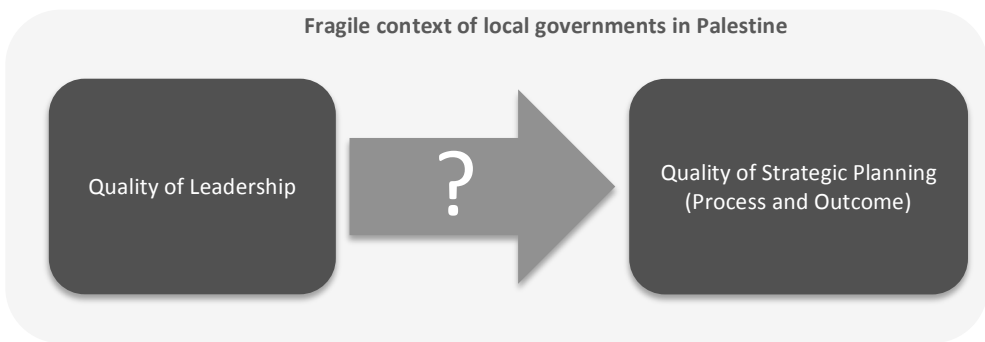 Fragile context of local governments in Palestine
Quality of Leadership
?
Quality of Strategic Planning
(Process and Outcome)